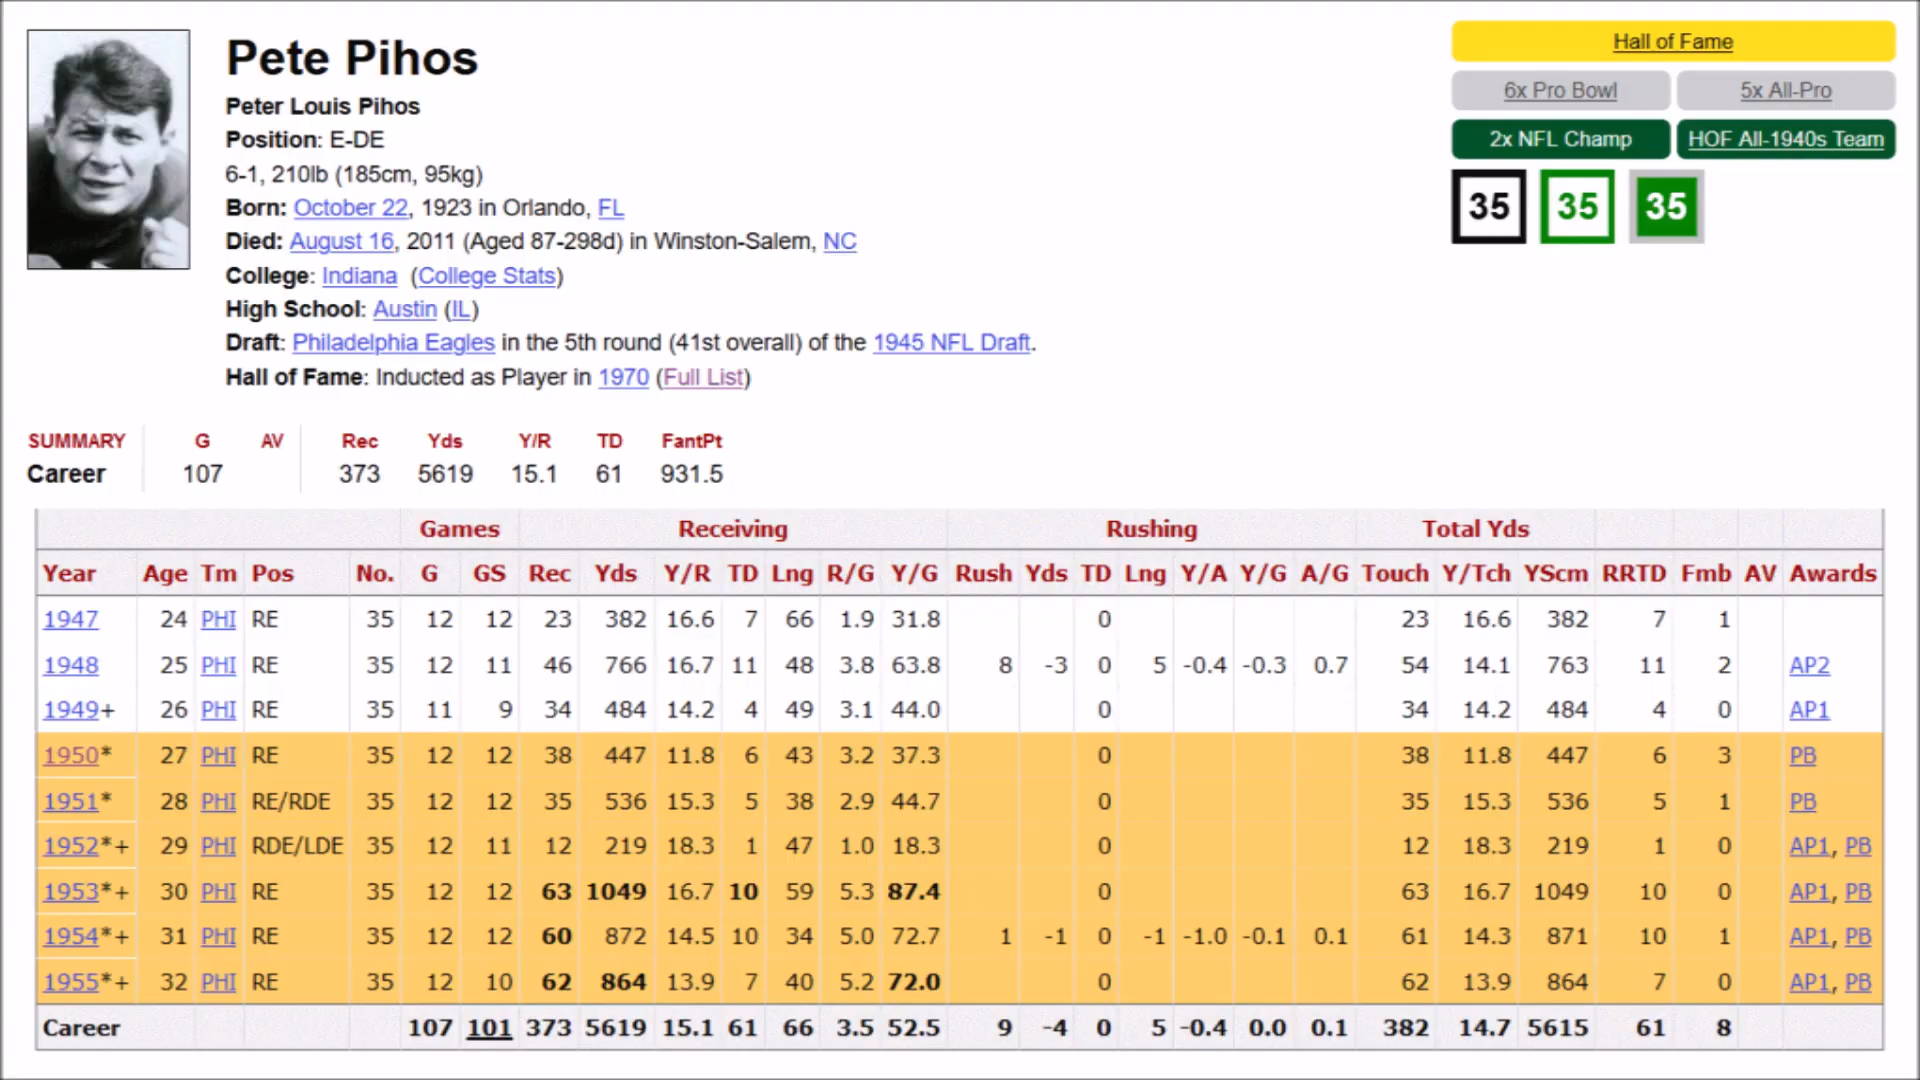 Pete Pihos
Peter Louis Pihos
Position: E-DE
6-1, 210lb (185cm, 95kg)
Born: October 22, 1923 in Orlando, FL
Died: August 16, 2011 (Aged 87-298d) in Winston-Salem, NC
College: Indiana (College Stats)
High School: Austin (IL)
Draft: Philadelphia Eagles in the 5th round (41st overall) of the 1945 NFL Draft.
Hall of Fame: Inducted as Player in 1970 (Full List)
Hall of Fame
6x Pro Bowl 5x All-Pro
2x NFL Champ HOF All-1940s Team
35 35 35
SUMMARY G AV Rec Yds Y/R TD FantPt
Career 107 373 5619 15.1 61 931.5
Games Receiving Rushing Total Yds
Year Age Tm Pos No. G GS Rec Yds Y/R TD Lng R/G Y/G Rush Yds TD Lng Y/A Y/G A/G Touch Y/Tch YScm RRTD Fmb AV Awards
1947 24 PHI RE 35 12 12 23 382 16.6 7 66 1.9 31.8 0 23 16.6 382 7 1
1948 25 PHI RE 35 12 11 46 766 16.7 11 48 3.8 63.8 8 -3 0 5 -0.4 -0.3 0.7 54 14.1 763 11 2 AP2
1949+ 26 PHI RE 35 11 9 34 484 14.2 4 49 3.1 44.0 0 34 14.2 484 4 0 AP1
1950* 27 PHI RE 35 12 12 38 447 11.8 6 43 3.2 37.3 0 38 11.8 447 6 3 PB
1951* 28 PHI RE/RDE 35 12 12 35 536 15.3 5 38 2.9 44.7 0 35 15.3 536 5 1 PB
1952*+ 29 PHI RDE/LDE 35 12 11 12 219 18.3 1 47 1.0 18.3 0 12 18.3 219 1 0 AP1, PB
1953*+ 30 PHI RE 35 12 12 63 1049 16.7 10 59 5.3 87.4 0 63 16.7 1049 10 0 AP1, PB
1954*+ 31 PHI RE 35 12 12 60 872 14.5 10 34 5.0 72.7 1 -1 0 -1 -1.0 -0.1 0.1 61 14.3 871 10 1 AP1, PB
1955*+ 32 PHI RE 35 12 10 62 864 13.9 7 40 5.2 72.0 0 62 13.9 864 7 0 AP1, PB
Career 107 101 373 5619 15.1 61 66 3.5 52.5 9 -4 0 5 -0.4 0.0 0.1 382 14.7 5615 61 8